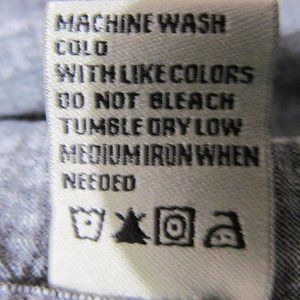 MACHINE WASH
COLD
WITH LIKE COLORS
DO NOT BLEACH
TUMBLE DRY LOW
MEDIUM IRON WHEN
NEEDED